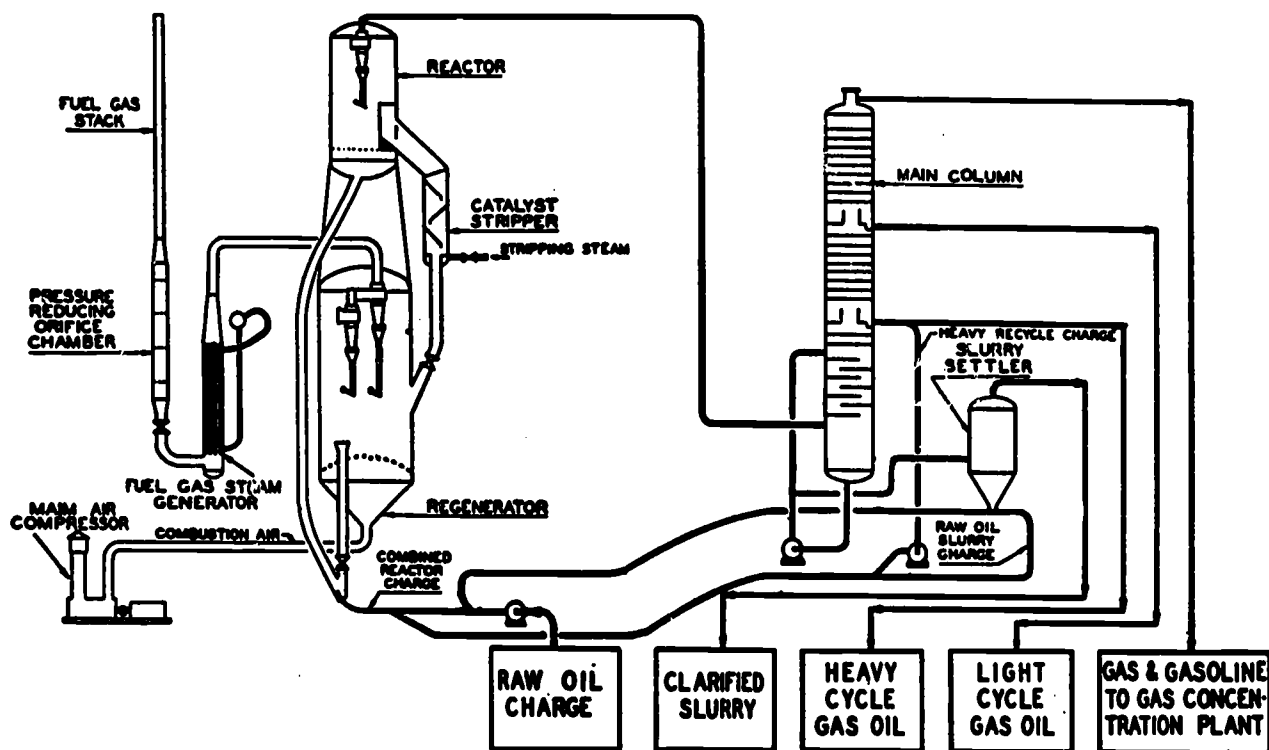 REACTOR
FUEL GAS
STACK
MAIN COLUMN
CATALYST
STRIPPER
STRIPPING STEAM
PRESSURE
REDUCING
ORIFICE
CHAMBER
HEAVY RECYCLE CHARGE
SLURRY
SETTLER
FUEL GAS STEAM
GENERATOR
MAIM AIR
COMPRESSOR
REGENERATOR
COMBUSTION AIR
COMBINED
REACTOR
CHARGE
RAW OIL
SLURRY
CHARGE
RAW OIL
CHARGE
CLARIFIED
SLURRY
HEAVY
CYCLE
GAS OIL
LIGHT
CYCLE
GAS OIL
GAS & GASOLINE
TO GAS CONCEN-
TRATION PLANT